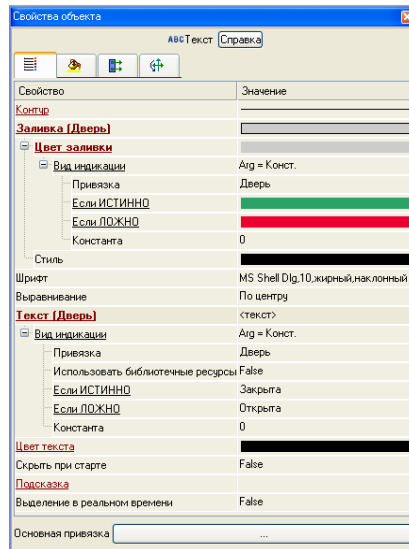 Свойства объекта
ABC Текст Справка
Свойство Значение
Контур
Заливка (Дверь)
Цвет заливки
Вид индикации Arg = Конст.
Привязка Дверь
Если ИСТИННО
Если ЛОЖНО
Константа 0
Стиль
Шрифт MS Shell Dlg,10,жирный,наклонный
Выравнивание По центру
Текст (Дверь) <текст>
Вид индикации Arg = Конст.
Привязка Дверь
Использовать библиотечные ресурсы False
Если ИСТИННО Закрыта
Если ЛОЖНО Открыта
Константа 0
Цвет текста
Скрыть при старте False
Подсказка
Выделение в реальном времени False
Основная привязка ...